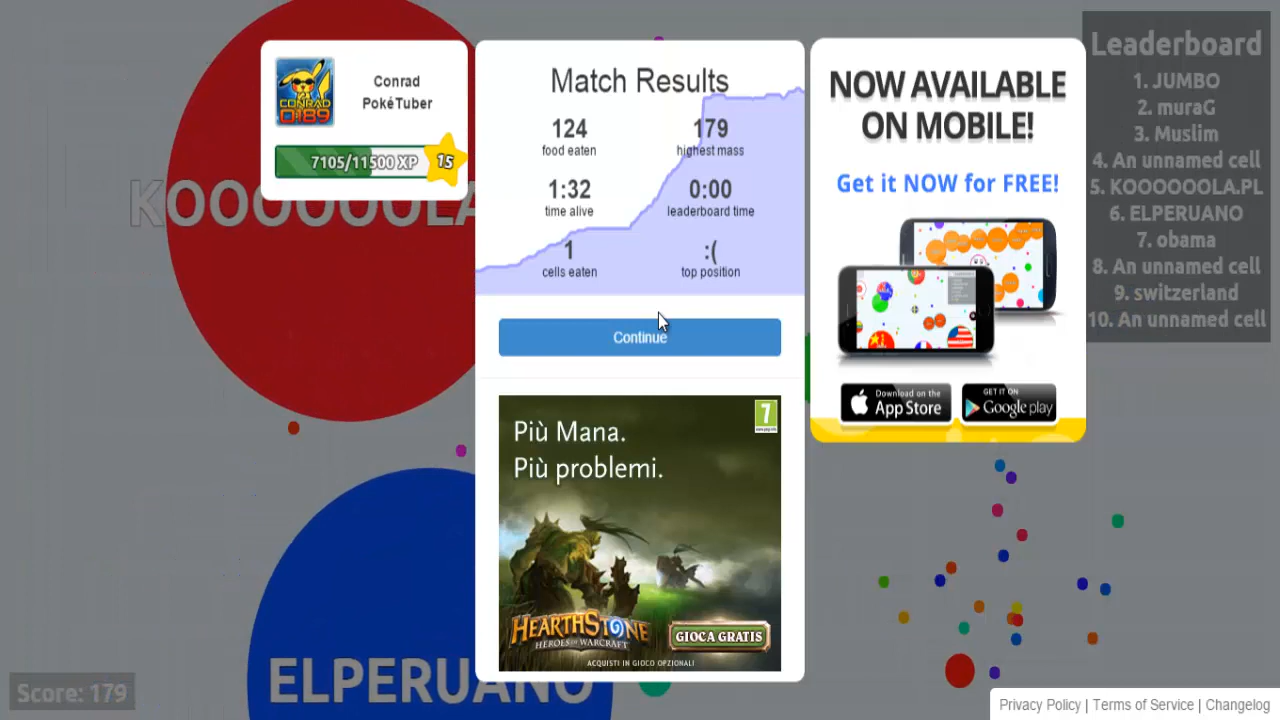 Conrad
PokéTuber
CONRAD
0189
7105/11500 XP
15
KOOOOOOLA
Match Results
124
food eaten
179
highest mass
1:32
time alive
0:00
leaderboard time
1
cells eaten
:(
top position
Continue
7
Più Mana.
Più problemi.
HEARTHSTONE
HEROES OF WARCRAFT
GIOCA GRATIS
ACQUISTI IN GIOCO OPZIONALI
NOW AVAILABLE
ON MOBILE!
Get it NOW for FREE!
Download on the
App Store
GET IT ON
Google play
Leaderboard
1. JUMBO
2. muraG
3. Muslim
4. An unnamed cell
5. KOOOOOOLA.PL
6. ELPERUANO
7. obama
8. An unnamed cell
9. switzerland
10. An unnamed cell
ELPERUANO
Score: 179
Privacy Policy | Terms of Service | Changelog